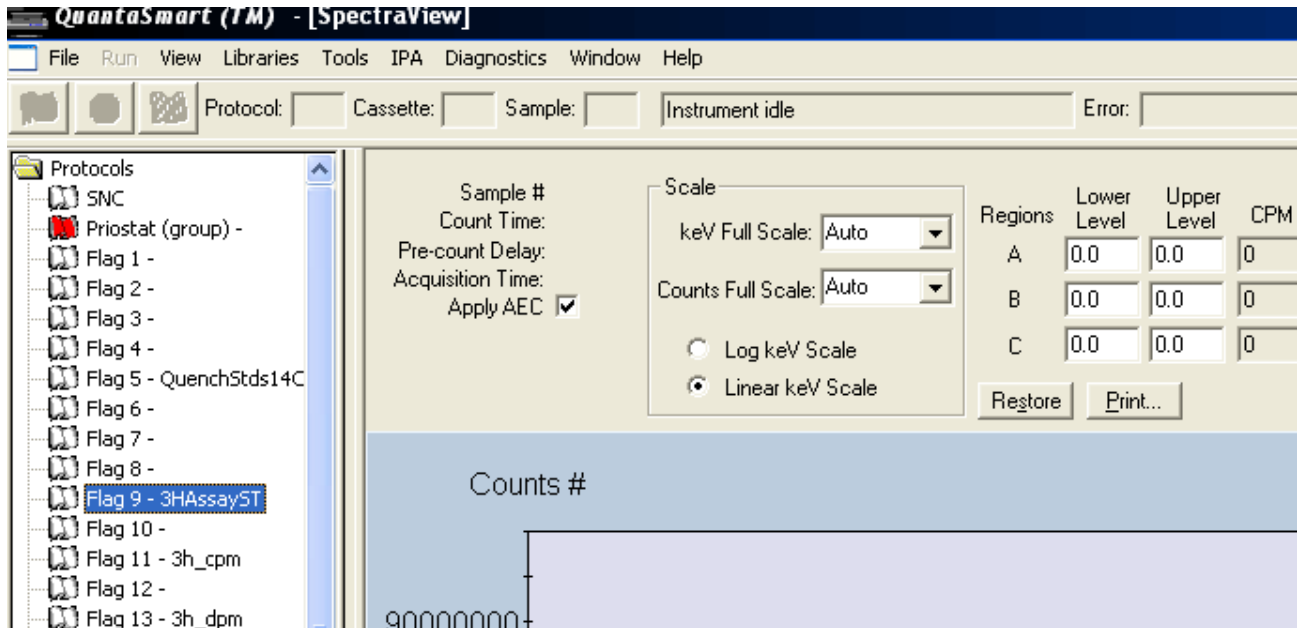 QuantaSmart (TM) - [SpectraView]
File Run View Libraries Tools IPA Diagnostics Window Help
Protocol: Cassette: Sample: Instrument idle Error:
Protocols
SNC
Priostat (group) -
Flag 1 -
Flag 2 -
Flag 3 -
Flag 4 -
Flag 5 - QuenchStds14C
Flag 6 -
Flag 7 -
Flag 8 -
Flag 9 - 3HAssayST
Flag 10 -
Flag 11 - 3h_cpm
Flag 12 -
Flag 13 - 3h_dpm
Sample #
Count Time:
Pre-count Delay:
Acquisition Time:
Apply AEC
Scale
keV Full Scale: Auto
Counts Full Scale: Auto
Log keV Scale
Linear keV Scale
Regions Lower Level Upper Level CPM
A 0.0 0.0 0
B 0.0 0.0 0
C 0.0 0.0 0
Restore Print...
Counts #
90000000